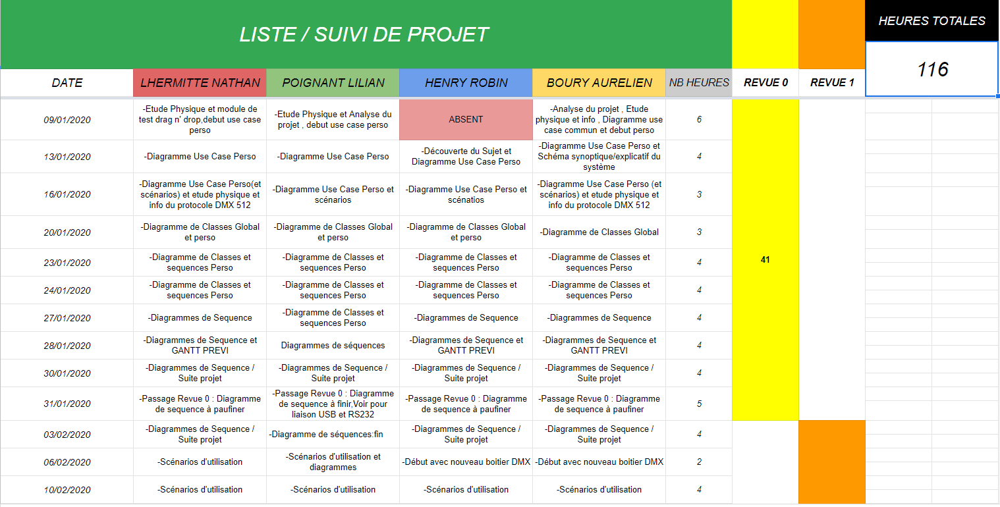 LISTE / SUIVI DE PROJET
HEURES TOTALES
116
DATE
LHERMITTE NATHAN
POIGNANT LILIAN
HENRY ROBIN
BOURY AURELIEN
NB HEURES
REVUE 0
REVUE 1
09/01/2020
-Etude Physique et module de
test drag n' drop,debut use case
perso
-Etude Physique et Analyse du
projet , debut use case perso
ABSENT
-Analyse du projet , Etude
physique et info , Diagramme use
case commun et debut perso
6
13/01/2020
-Diagramme Use Case Perso
-Diagramme Use Case Perso
-Découverte du Sujet et
Diagramme Use Case Perso
-Diagramme Use Case Perso et
Schéma synoptique/explicatif du
système
4
16/01/2020
-Diagramme Use Case Perso(et
scénarios) et etude physique et
info du protocole DMX 512
-Diagramme Use Case Perso et
scénarios
-Diagramme Use Case Perso et
scénatios
-Diagramme Use Case Perso (et
scénarios) et etude physique et
info du protocole DMX 512
3
20/01/2020
-Diagramme de Classes Global
et perso
-Diagramme de Classes Global
et perso
-Diagramme de Classes Global
et perso
-Diagramme de Classes Global
3
23/01/2020
-Diagramme de Classes et
sequences Perso
-Diagramme de Classes et
sequences Perso
-Diagramme de Classes et
sequences Perso
-Diagramme de Classes et
sequences Perso
4
41
24/01/2020
-Diagramme de Classes et
sequences Perso
-Diagramme de Classes et
sequences Perso
-Diagramme de Classes et
sequences Perso
-Diagramme de Classes et
sequences Perso
4
27/01/2020
-Diagrammes de Sequence
-Diagramme de Classes et
sequences Perso
-Diagrammes de Sequence
-Diagrammes de Sequence
4
28/01/2020
-Diagrammes de Sequence et
GANTT PREVI
Diagrammes de séquences
-Diagrammes de Sequence et
GANTT PREVI
-Diagrammes de Sequence et
GANTT PREVI
4
30/01/2020
-Diagrammes de Sequence /
Suite projet
-Diagrammes de Sequence /
Suite projet
-Diagrammes de Sequence /
Suite projet
-Diagrammes de Sequence /
Suite projet
4
31/01/2020
-Passage Revue 0 : Diagramme
de sequence à paufiner
-Passage Revue 0 : Diagramme
de sequence à finir,Voir pour
liaison USB et RS232
-Passage Revue 0 : Diagramme
de sequence à paufiner
-Passage Revue 0 : Diagramme
de sequence à paufiner
5
03/02/2020
-Diagrammes de Sequence /
Suite projet
-Diagramme de séquences:fin
-Diagrammes de Sequence /
Suite projet
-Diagrammes de Sequence /
Suite projet
4
06/02/2020
-Scénarios d'utilisation
-Scénarios d'utilisation et
diagrammes
-Début avec nouveau boitier DMX
-Début avec nouveau boitier DMX
2
10/02/2020
-Scénarios d'utilisation
-Scénarios d'utilisation
-Scénarios d'utilisation
-Scénarios d'utilisation
4